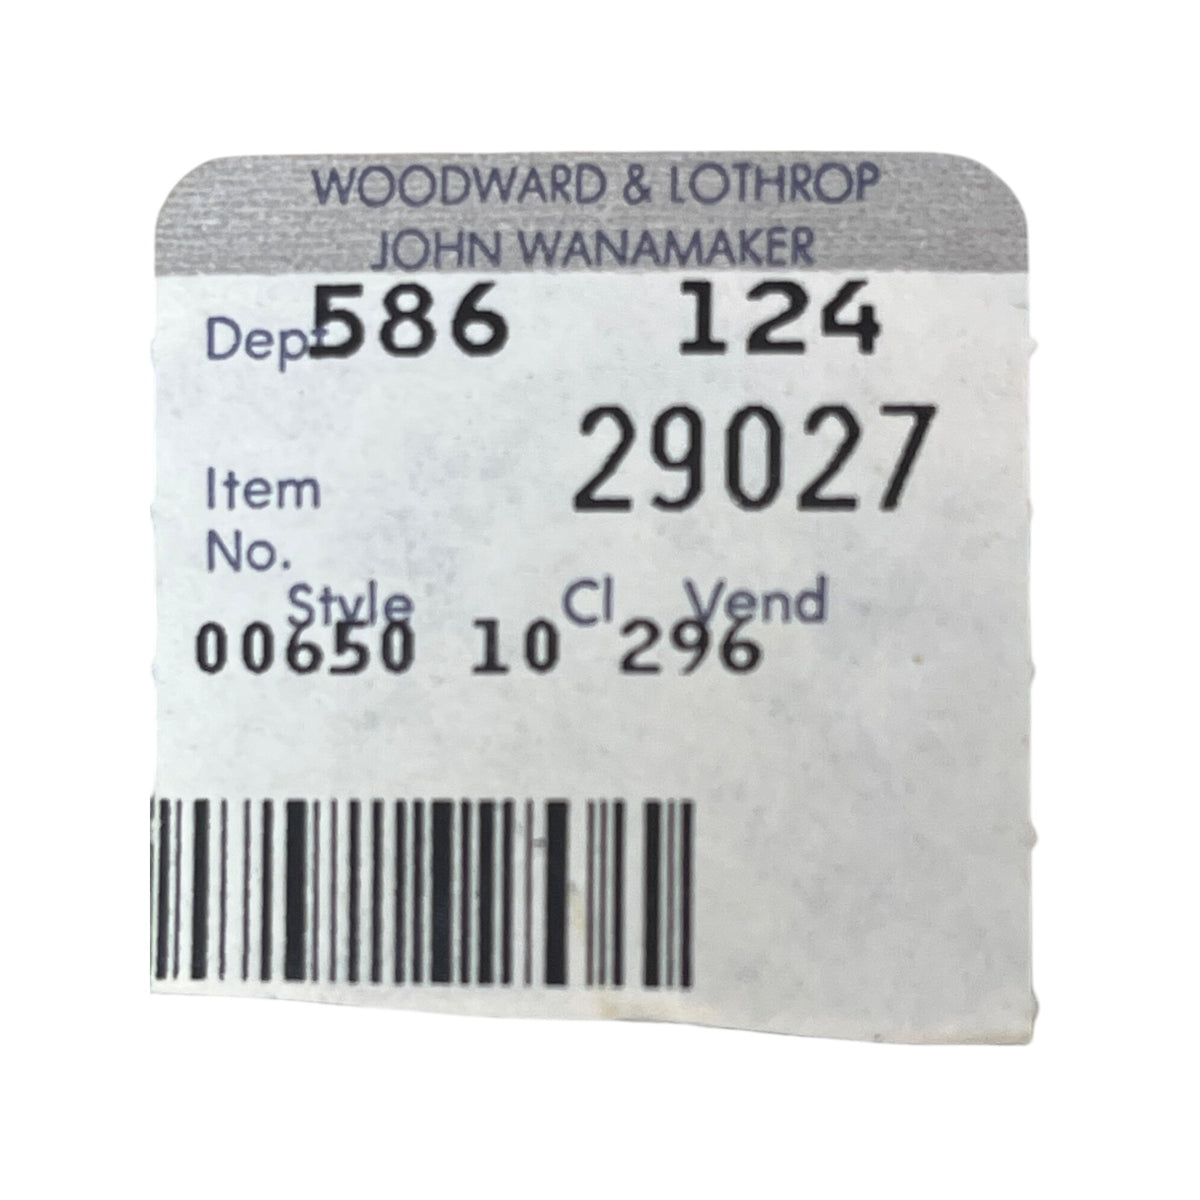 WOODWARD & LOTHROP
JOHN WANAMAKER
Dept 586 124
29027
Item
No.
Style Cl Vend
00650 10 296